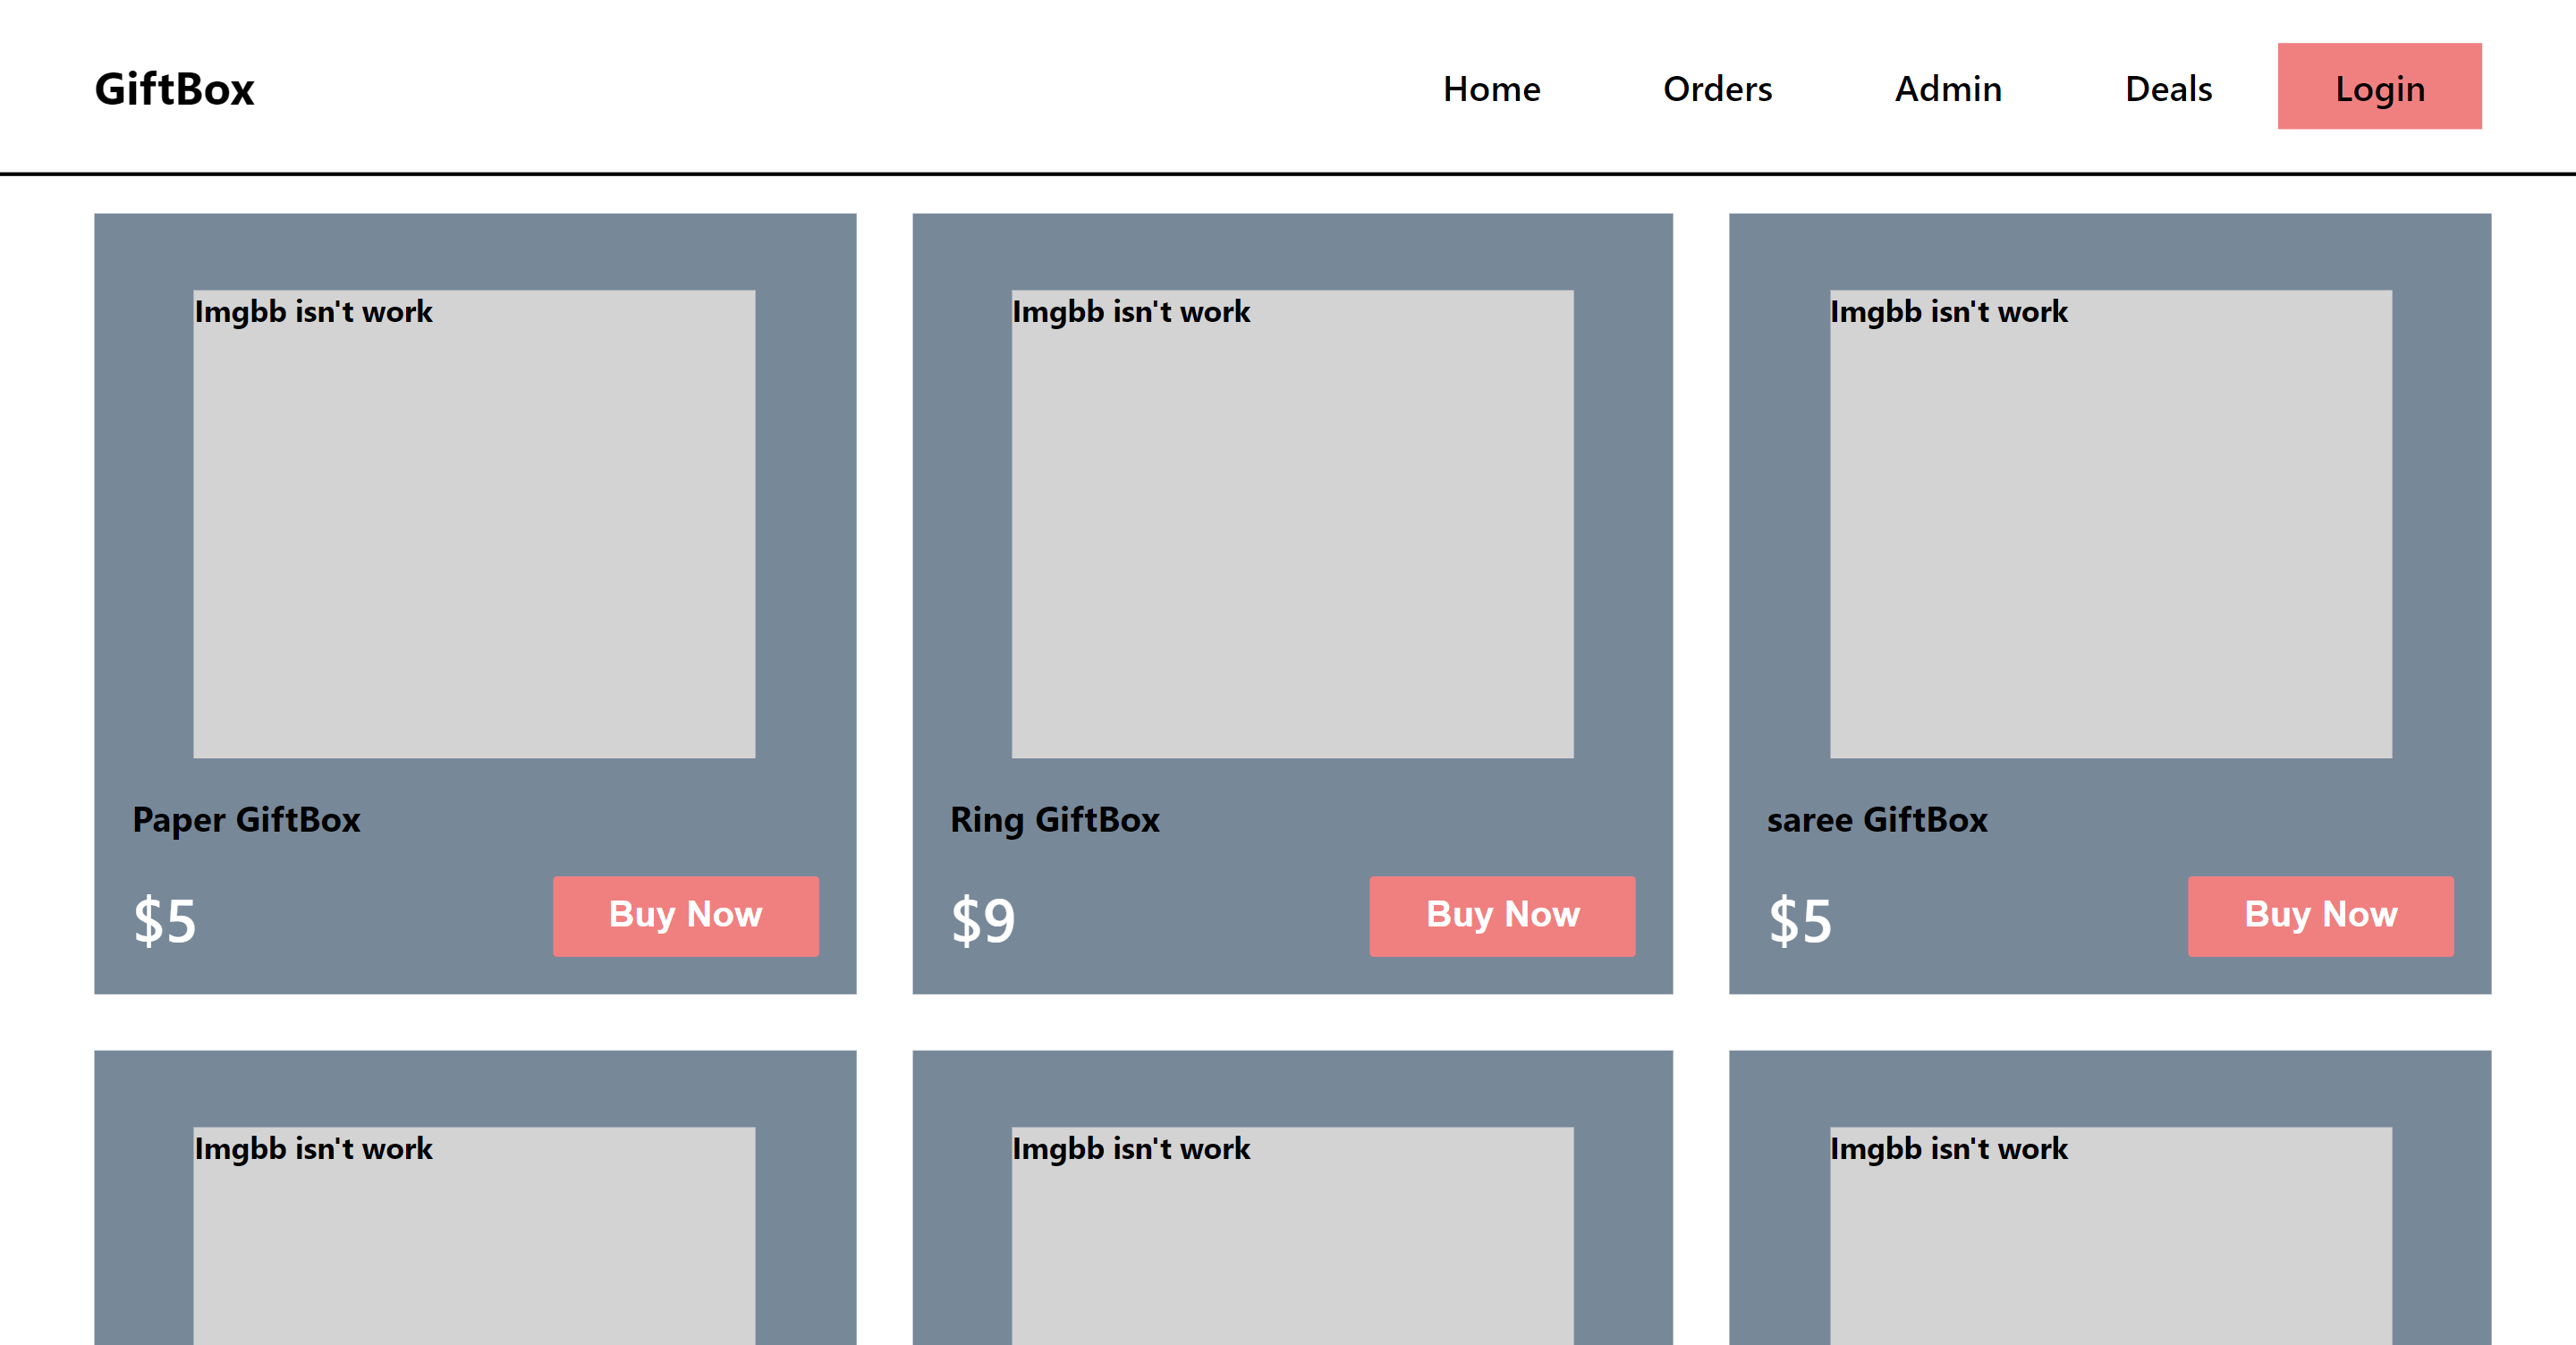 GiftBox Home Orders Admin Deals Login
Imgbb isn't work Imgbb isn't work Imgbb isn't work
Paper GiftBox Ring GiftBox saree GiftBox
$5 Buy Now $9 Buy Now $5 Buy Now
Imgbb isn't work Imgbb isn't work Imgbb isn't work